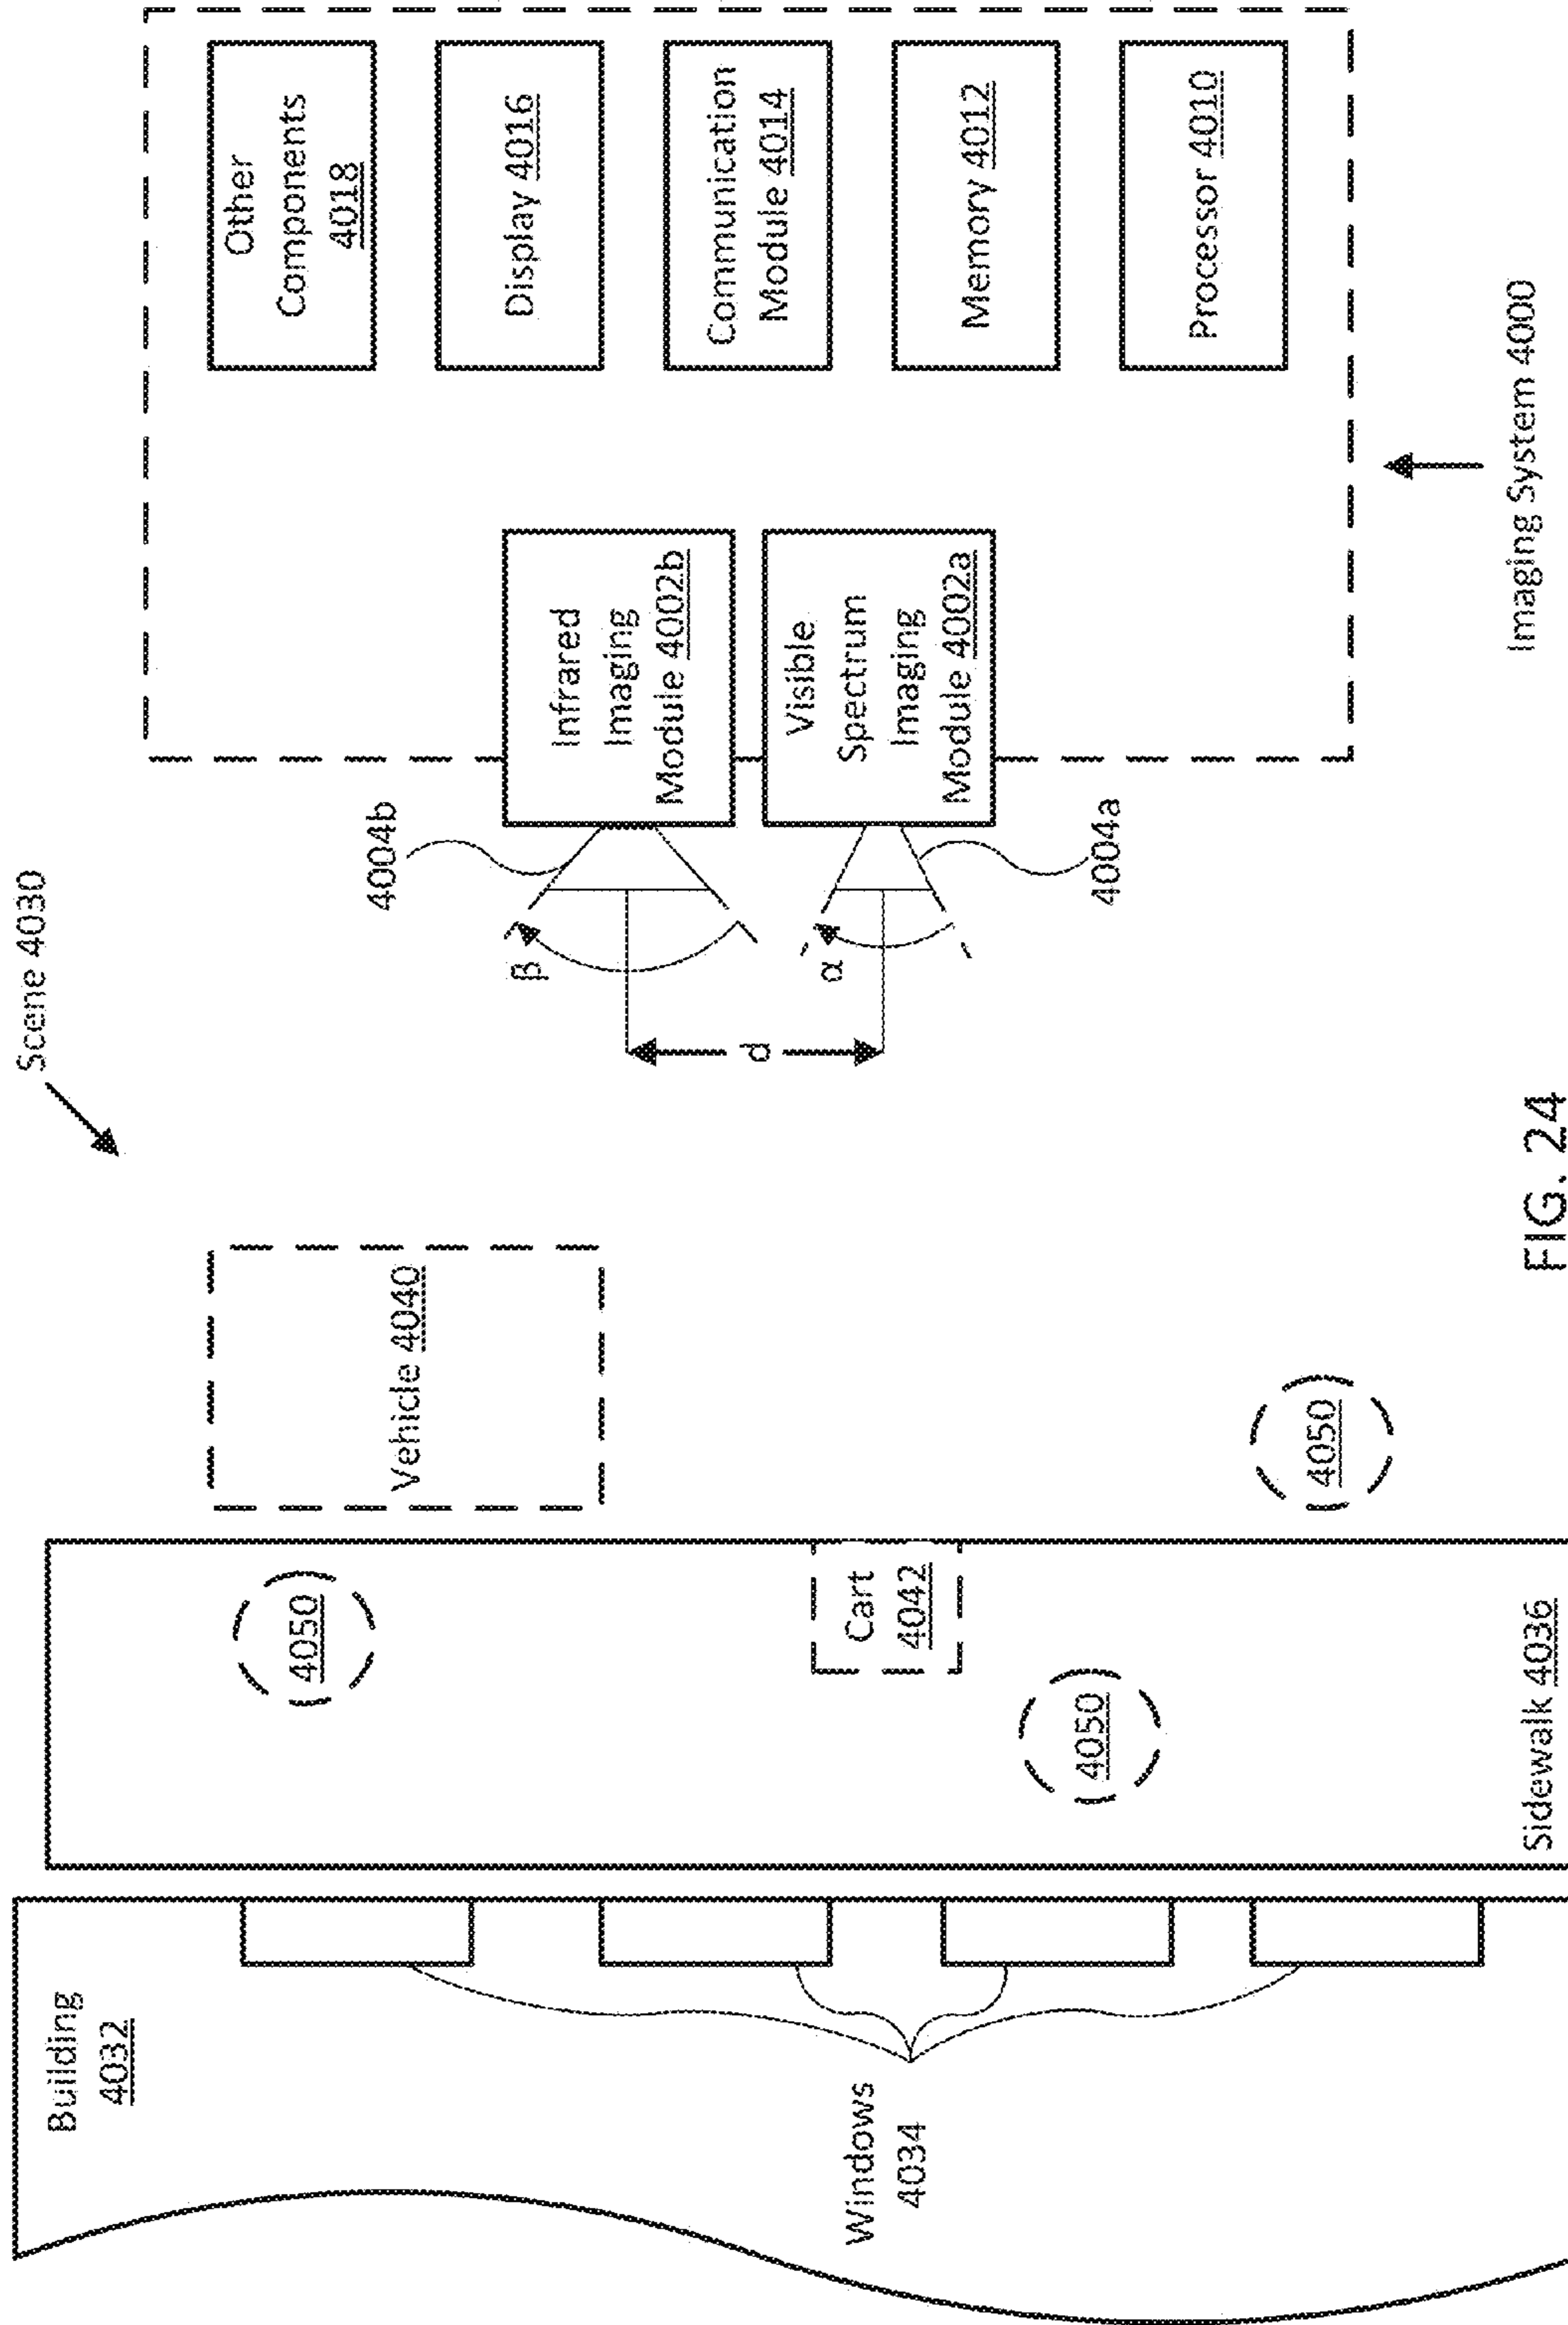 Scene 4030
Building
4032
Other
Components
4018
4050
4004b
Vehicle 4040
Display 4016
β
Infrared
Imaging
Module 4002b
Communication
Module 4014
d
α
Visible
Spectrum
Imaging
Module 4002a
Windows
4034
Cart
4042
Memory 4012
4050
4004a
Processor 4010
4050
Sidewalk 4036
Imaging System 4000
FIG. 24